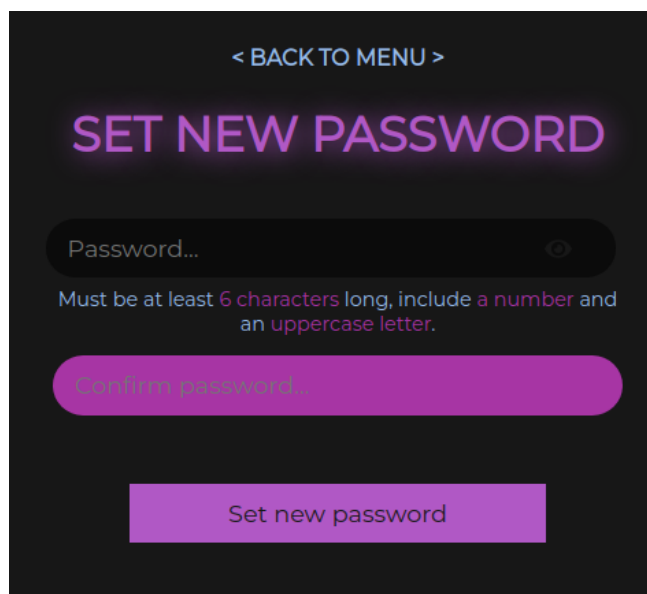 < BACK TO MENU >
SET NEW PASSWORD
Password...
Must be at least 6 characters long, include a number and
an uppercase letter.
Confirm password...
Set new password